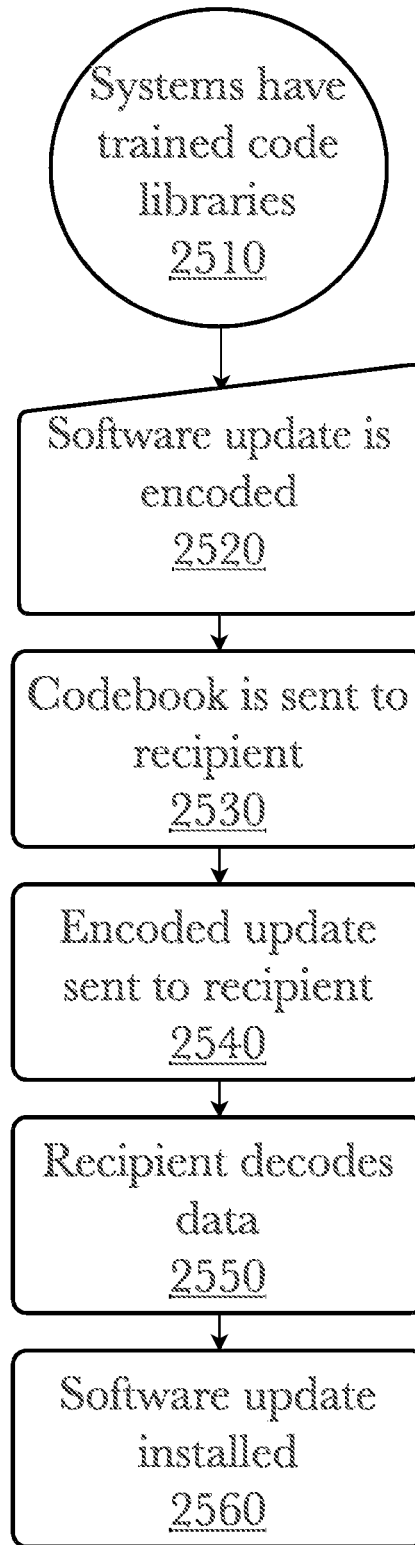 Systems have
trained code
libraries
2510
Software update is
encoded
2520
Codebook is sent to
recipient
2530
Encoded update
sent to recipient
2540
Recipient decodes
data
2550
Software update
installed
2560